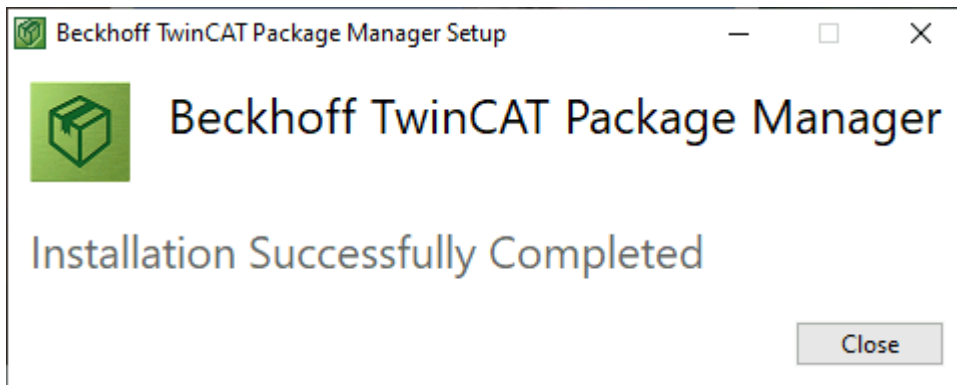 Beckhoff TwinCAT Package Manager Setup
Beckhoff TwinCAT Package Manager
Installation Successfully Completed
Close